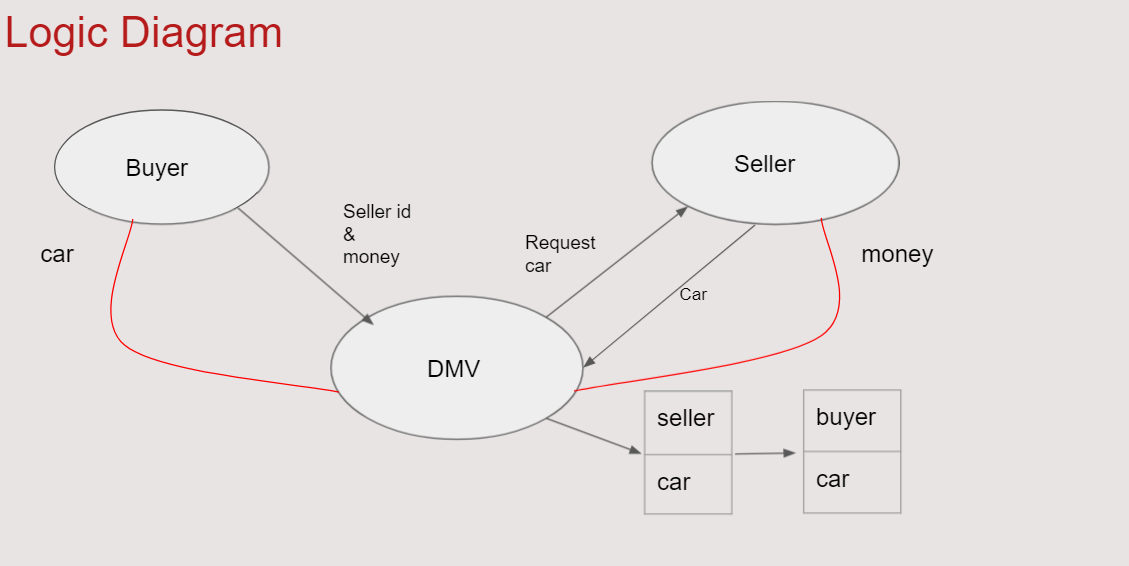 Logic Diagram
Buyer
Seller
Seller id
&
money
car
Request
car
money
Car
DMV
seller
car
buyer
car